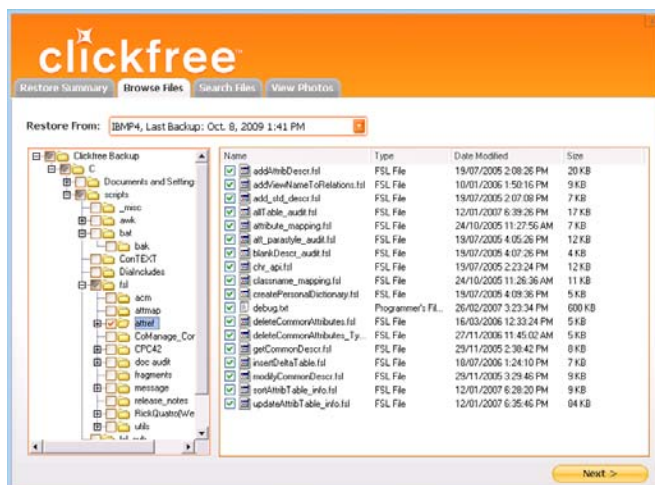 clickfree™
Restore Summary Browse Files Search Files View Photos
Restore From: IBMP4, Last Backup: Oct. 8, 2009 1:41 PM
Clickfree Backup
C
Documents and Setting
scripts
_misc
awk
bat
bak
ConTEXT
DiaIncludes
fsl
acm
attmap
attref
CoManage_Cor
CPC42
doc audit
fragments
message
release_notes
RickQuatro(We
utils
Name Type Date Modified Size
addAttribDescr.fsl FSL File 19/07/2005 2:08:26 PM 20 KB
addViewNameToRelations.fsl FSL File 10/01/2006 1:50:16 PM 9 KB
add_std_descr.fsl FSL File 19/07/2005 2:07:08 PM 7 KB
allTable_audit.fsl FSL File 12/01/2007 6:39:26 PM 17 KB
attribute_mapping.fsl FSL File 24/10/2005 11:27:56 AM 7 KB
att_parastyle_audit.fsl FSL File 19/07/2005 4:05:26 PM 12 KB
blankDescr_audit.fsl FSL File 19/07/2005 4:07:26 PM 4 KB
chr_api.fsl FSL File 19/07/2005 2:23:24 PM 12 KB
classname_mapping.fsl FSL File 24/10/2005 11:26:36 AM 11 KB
createPersonalDictionary.fsl FSL File 19/07/2005 4:09:36 PM 5 KB
debug.txt Programmer's Fil... 26/02/2007 3:23:34 PM 600 KB
deleteCommonAttributes.fsl FSL File 16/03/2006 12:33:24 PM 5 KB
deleteCommonAttributes_Ty... FSL File 27/11/2006 11:45:02 AM 5 KB
getCommonDescr.fsl FSL File 29/11/2005 2:38:42 PM 8 KB
insertDeltaTable.fsl FSL File 18/07/2006 1:24:10 PM 7 KB
modifyCommonDescr.fsl FSL File 29/11/2005 3:29:46 PM 9 KB
sortAttribTable_info.fsl FSL File 12/01/2007 6:28:20 PM 9 KB
updateAttribTable_info.fsl FSL File 12/01/2007 6:35:46 PM 84 KB
Next >